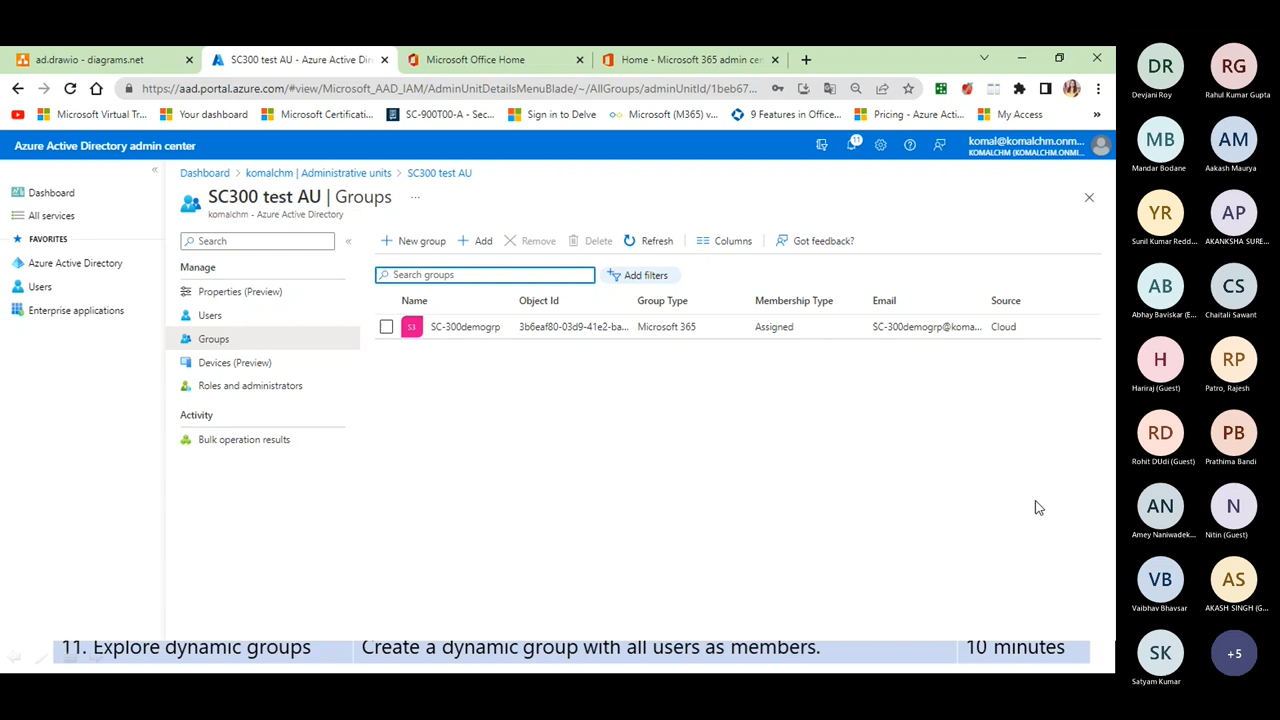 ad.drawio - diagrams.net
SC300 test AU - Azure Active Dir
Microsoft Office Home
Home - Microsoft 365 admin cen
https://aad.portal.azure.com/#view/Microsoft_AAD_IAM/AdminUnitDetailsMenuBlade/~/AllGroups/adminUnitId/1beb67...
Microsoft Virtual Tr...
Your dashboard
Microsoft Certificati...
SC-900T00-A - Sec...
Sign in to Delve
Microsoft (M365) v...
9 Features in Office...
Pricing - Azure Acti...
My Access
Azure Active Directory admin center
11
komal@komalchm.onm...
KOMALCHM (KOMALCHM.ONMI...
Dashboard
All services
FAVORITES
Azure Active Directory
Users
Enterprise applications
Dashboard > komalchm | Administrative units > SC300 test AU
SC300 test AU | Groups ...
komalchm - Azure Active Directory
Search
Manage
Properties (Preview)
Users
Groups
Devices (Preview)
Roles and administrators
Activity
Bulk operation results
New group
Add
Remove
Delete
Refresh
Columns
Got feedback?
Search groups
Add filters
Name Object Id Group Type Membership Type Email Source
S3 SC-300demogrp 3b6eaf80-03d9-41e2-ba... Microsoft 365 Assigned SC-300demogrp@koma... Cloud
11. Explore dynamic groups Create a dynamic group with all users as members. 10 minutes
DR
Devjani Roy
RG
Rahul Kumar Gupta
MB
Mandar Bodane
AM
Aakash Maurya
YR
Sunil Kumar Redd...
AP
AKANKSHA SURE...
AB
Abhay Baviskar (E...
CS
Chaitali Sawant
H
Hariraj (Guest)
RP
Patro, Rajesh
RD
Rohit DUdi (Guest)
PB
Prathima Bandi
AN
Amey Naniwadek...
N
Nitin (Guest)
VB
Vaibhav Bhavsar
AS
AKASH SINGH (G...
SK
Satyam Kumar
+5